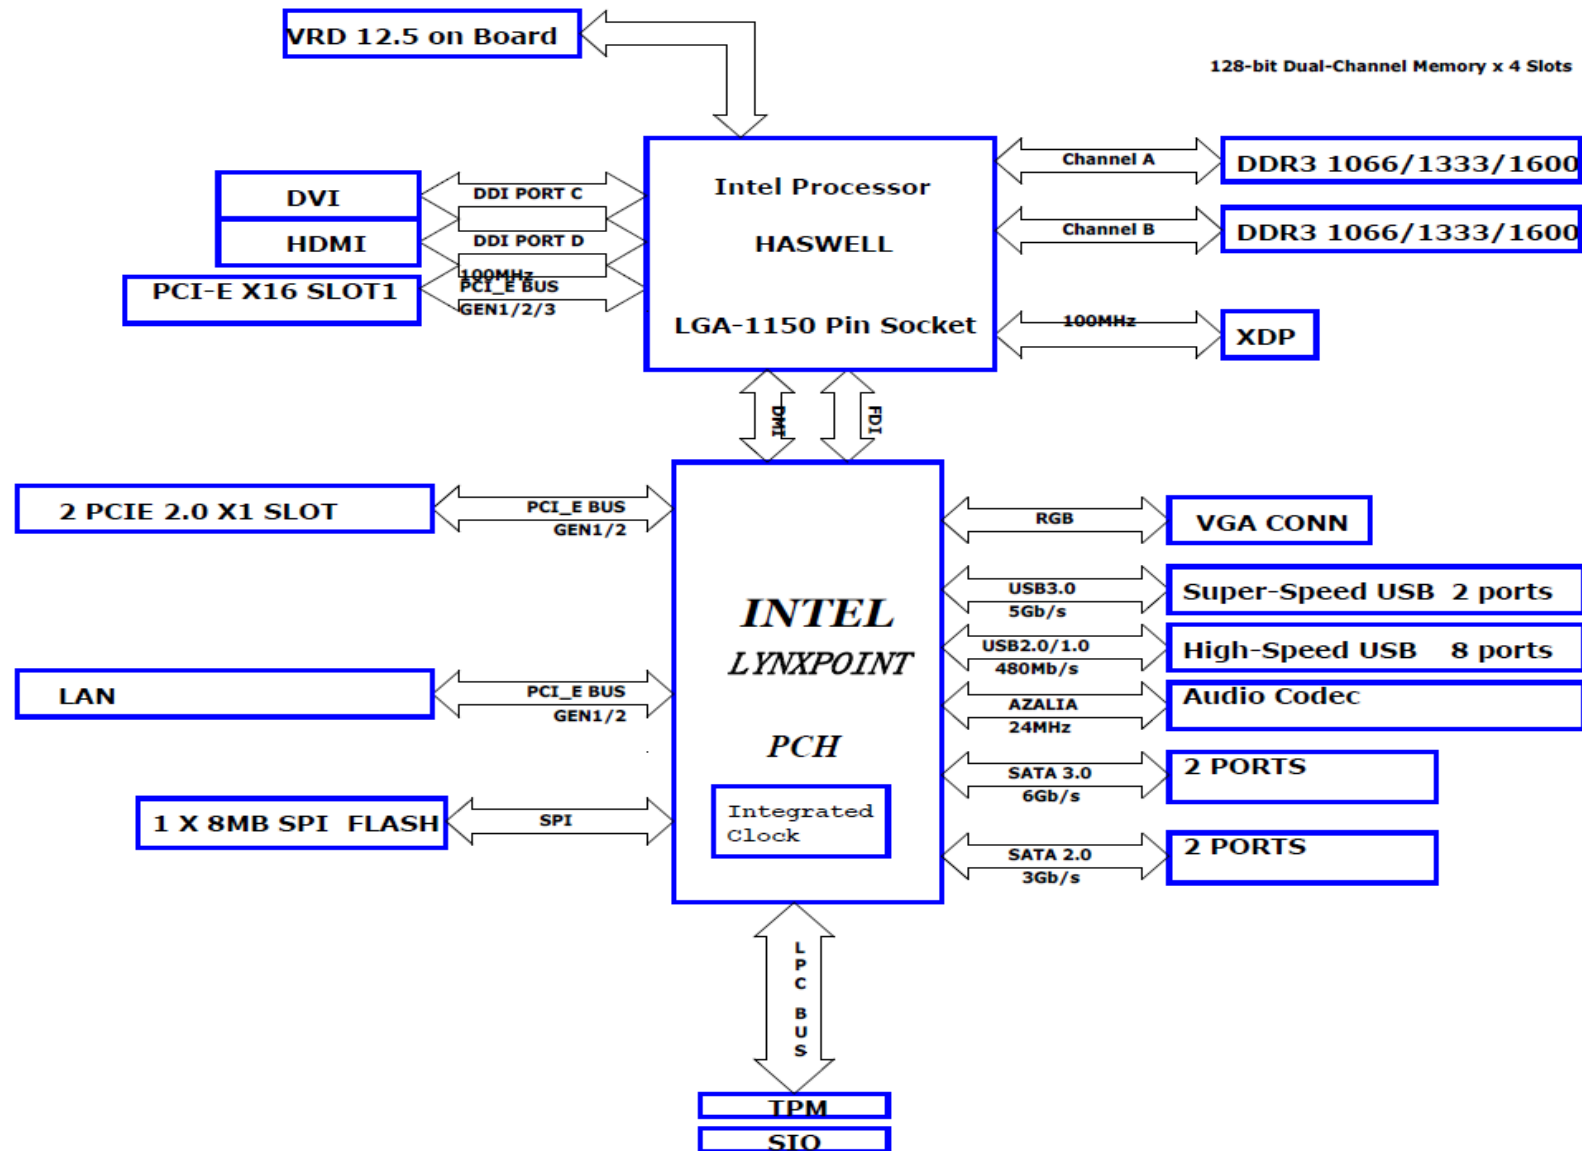 VRD 12.5 on Board
128-bit Dual-Channel Memory x 4 Slots
DVI
HDMI
PCI-E X16 SLOT1
DDI PORT C
DDI PORT D
100MHz
PCI_E BUS
GEN1/2/3
Intel Processor
HASWELL
LGA-1150 Pin Socket
Channel A
Channel B
100MHz
DDR3 1066/1333/1600
DDR3 1066/1333/1600
XDP
DMI
FDI
2 PCIE 2.0 X1 SLOT
PCI_E BUS
GEN1/2
LAN
PCI_E BUS
GEN1/2
1 X 8MB SPI FLASH
SPI
INTEL
LYNXPOINT
PCH
Integrated
Clock
RGB
VGA CONN
USB3.0
5Gb/s
Super-Speed USB 2 ports
USB2.0/1.0
480Mb/s
High-Speed USB 8 ports
AZALIA
24MHz
Audio Codec
SATA 3.0
6Gb/s
2 PORTS
SATA 2.0
3Gb/s
2 PORTS
LPC BUS
TPM
SIO